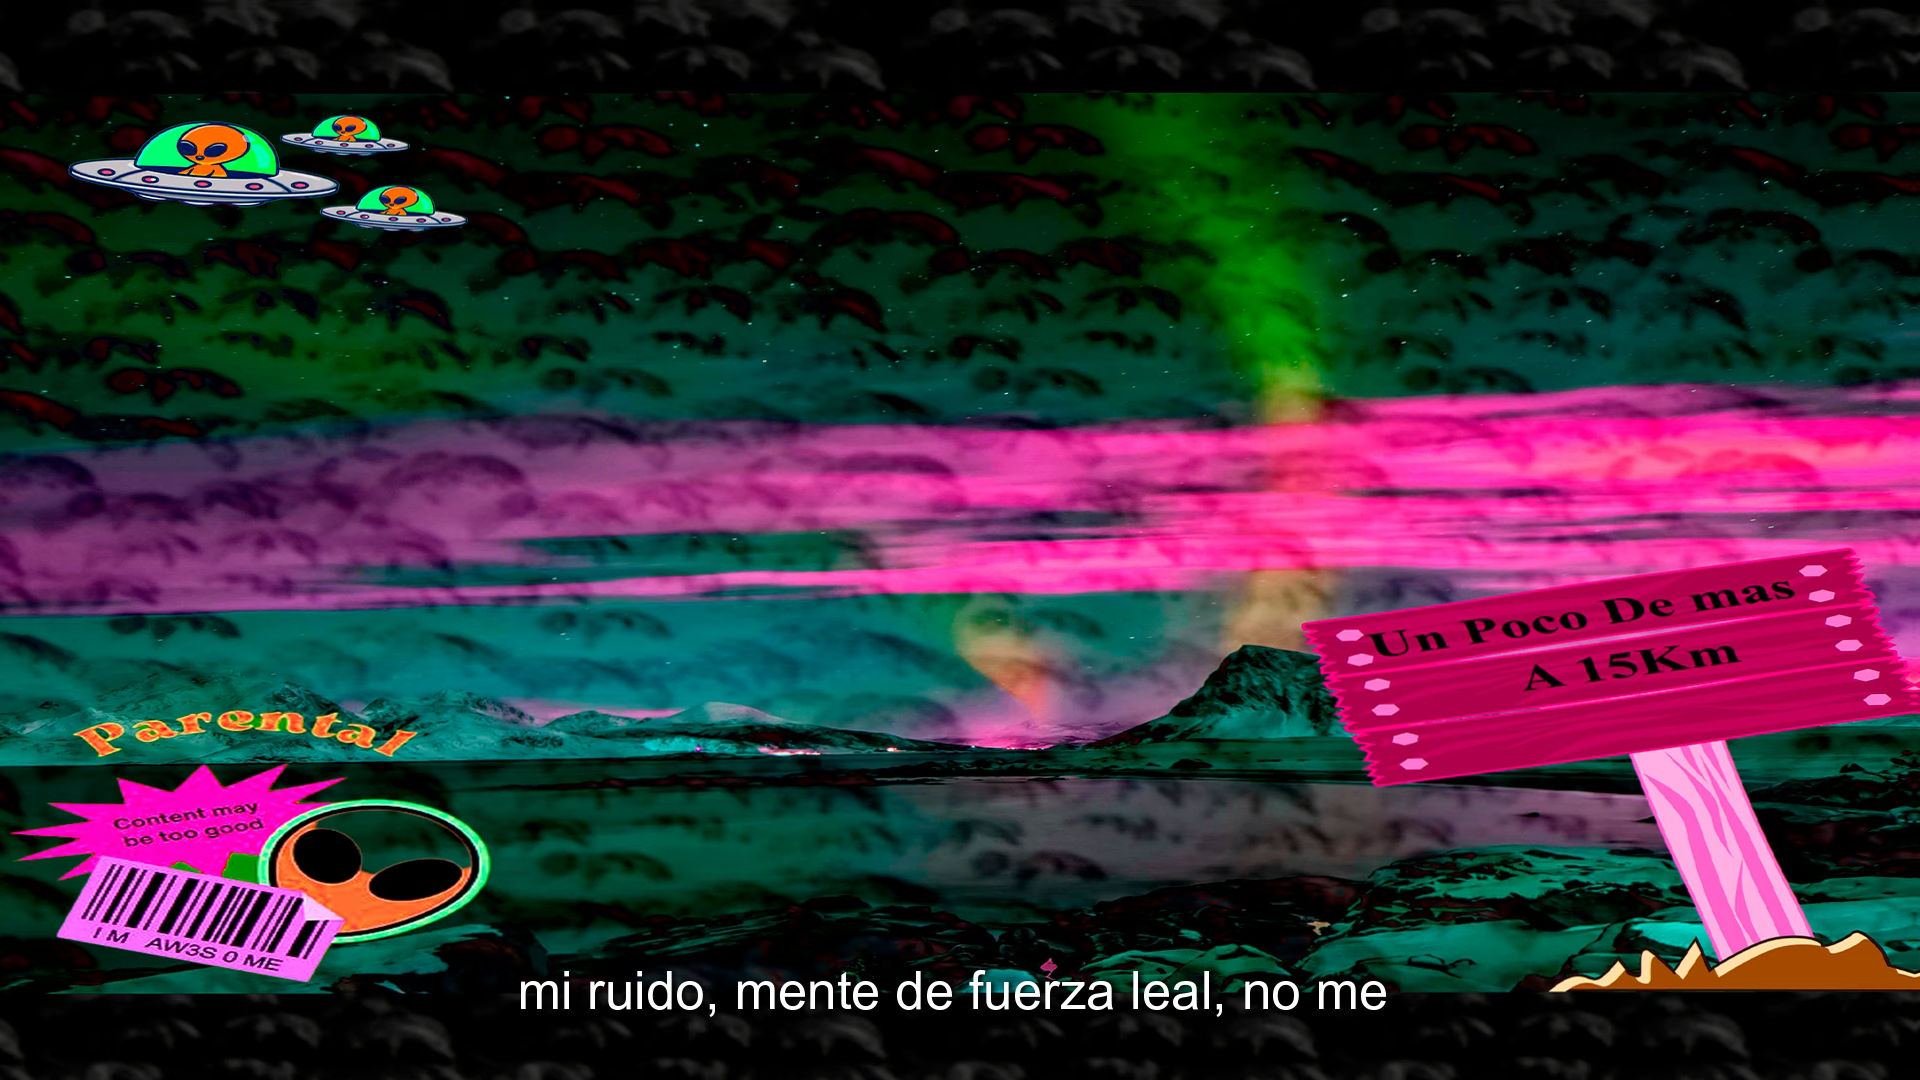 Un Poco De mas
A 15Km
Parental
Content may
be too good
I M AW3S 0 ME
mi ruido, mente de fuerza leal, no me